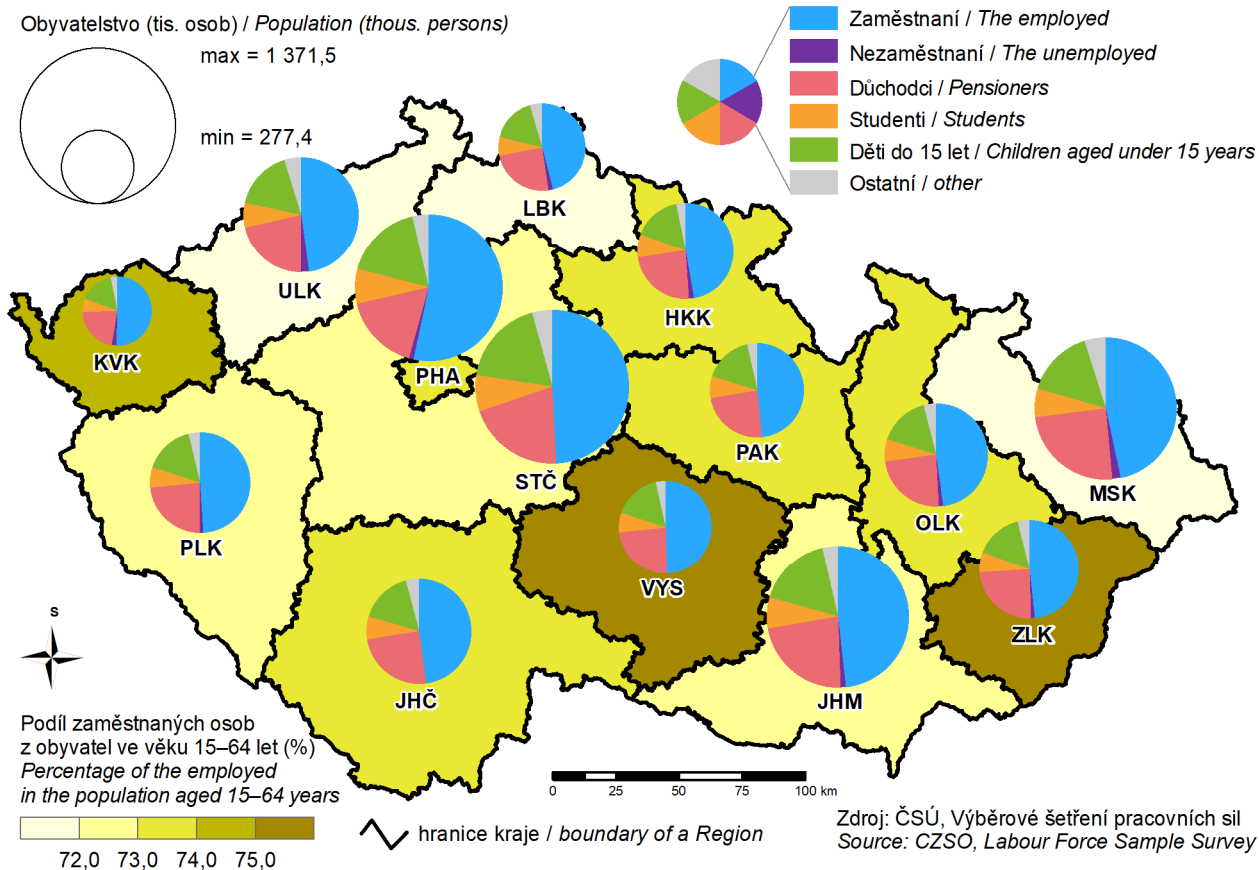 Obyvatelstvo (tis. osob) / Population (thous. persons)
max = 1 371,5
min = 277,4
Zaměstnaní / The employed
Nezaměstnaní / The unemployed
Důchodci / Pensioners
Studenti / Students
Děti do 15 let / Children aged under 15 years
Ostatní / other
LBK
ULK
HKK
KVK
PHA
PAK
STČ
MSK
OLK
PLK
VYS
ZLK
JHČ
JHM
S
Podíl zaměstnaných osob
z obyvatel ve věku 15–64 let (%)
Percentage of the employed
in the population aged 15–64 years
72,0 73,0 74,0 75,0
hranice kraje / boundary of a Region
0 25 50 75 100 km
Zdroj: ČSÚ, Výběrové šetření pracovních sil
Source: CZSO, Labour Force Sample Survey